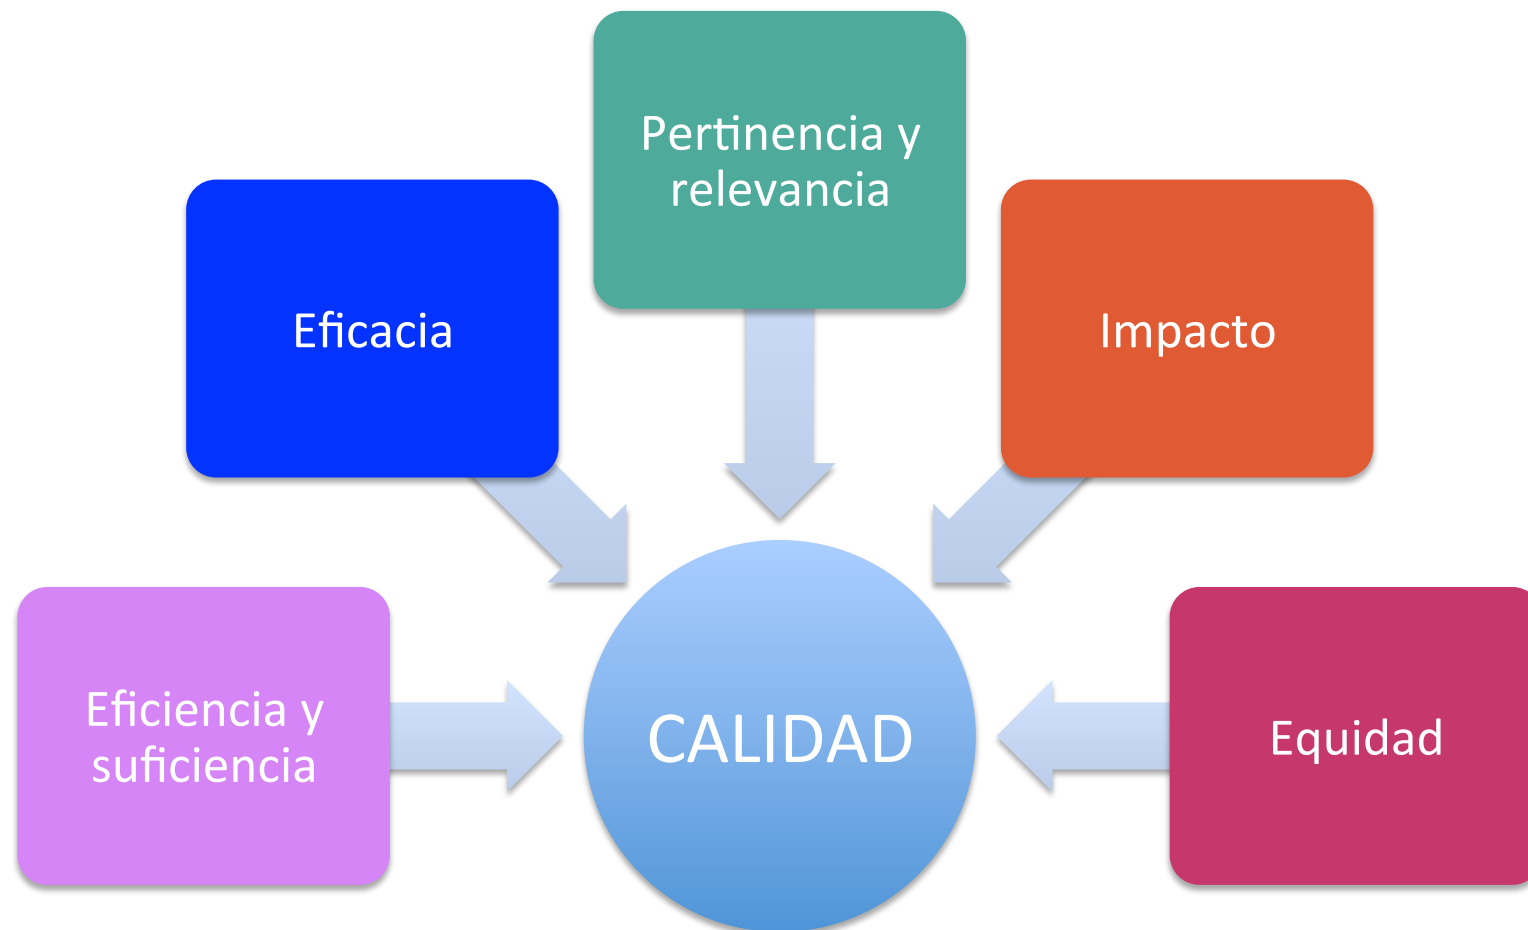 Pertinencia y
relevancia
Eficacia
Impacto
Eficiencia y
suficiencia
CALIDAD
Equidad